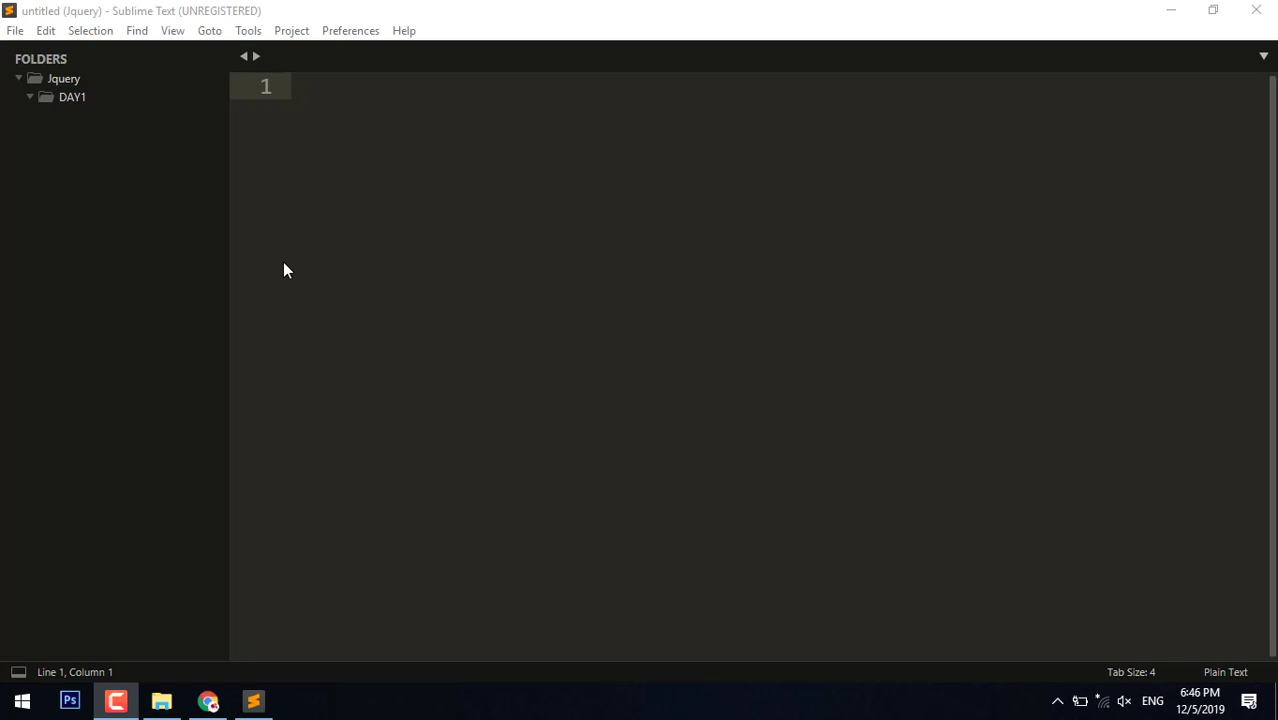 untitled (Jquery) - Sublime Text (UNREGISTERED)
File Edit Selection Find View Goto Tools Project Preferences Help
FOLDERS
Jquery
DAY1
1
Line 1, Column 1
Tab Size: 4
Plain Text
Ps
ENG
6:46 PM
12/5/2019